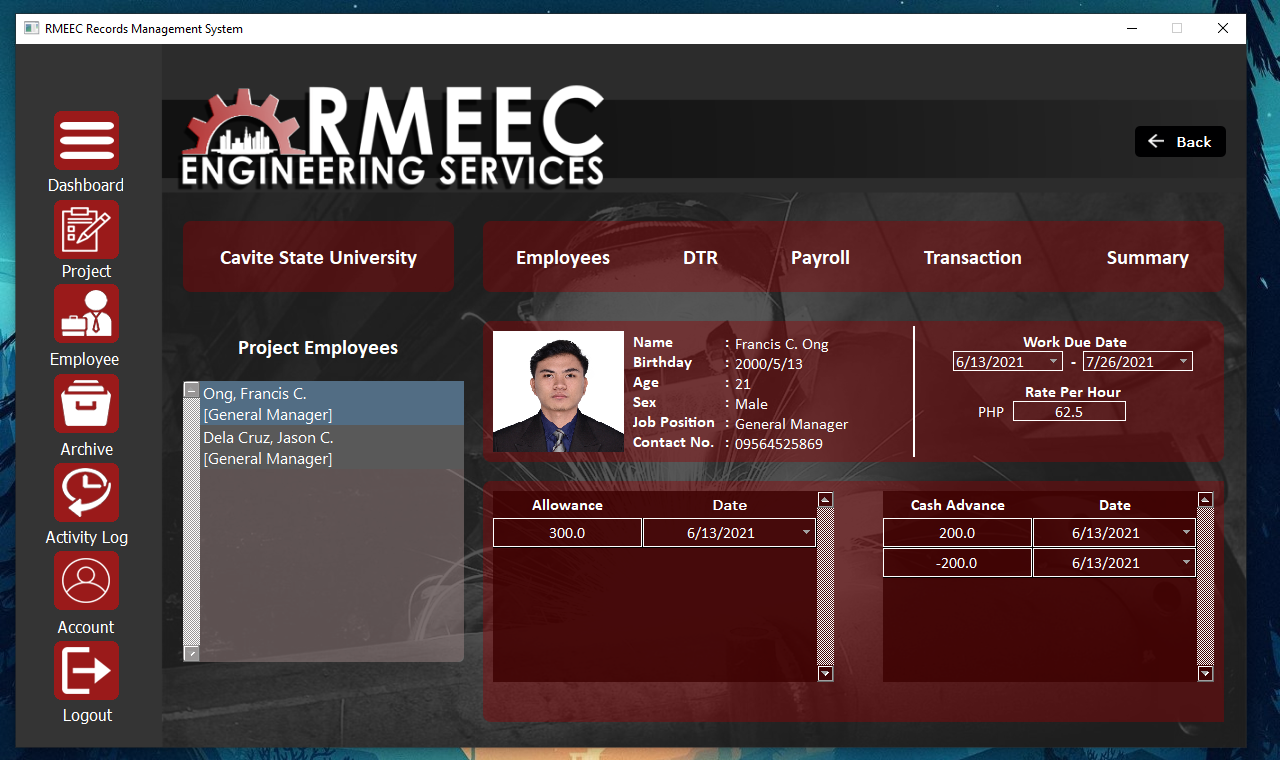 RMEEC Records Management System
RMEEC
ENGINEERING SERVICES
Back
Dashboard
Project
Employee
Archive
Activity Log
Account
Logout
Cavite State University
Employees DTR Payroll Transaction Summary
Project Employees
Ong, Francis C.
[General Manager]
Dela Cruz, Jason C.
[General Manager]
Name : Francis C. Ong
Birthday : 2000/5/13
Age : 21
Sex : Male
Job Position : General Manager
Contact No. : 09564525869
Work Due Date
6/13/2021 - 7/26/2021
Rate Per Hour
PHP 62.5
Allowance Date
300.0 6/13/2021
Cash Advance Date
200.0 6/13/2021
-200.0 6/13/2021